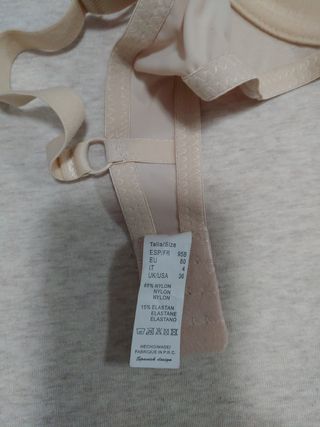 Talla/Size
ESP/FR 95B
EU 80
IT 4
UK/USA 36
85% NYLON
NYLON
NYLON
15% ELASTAN
ELASTANE
ELASTANO
HECHO/MADE/
FABRIQUE IN P.R.C.
Spanish design